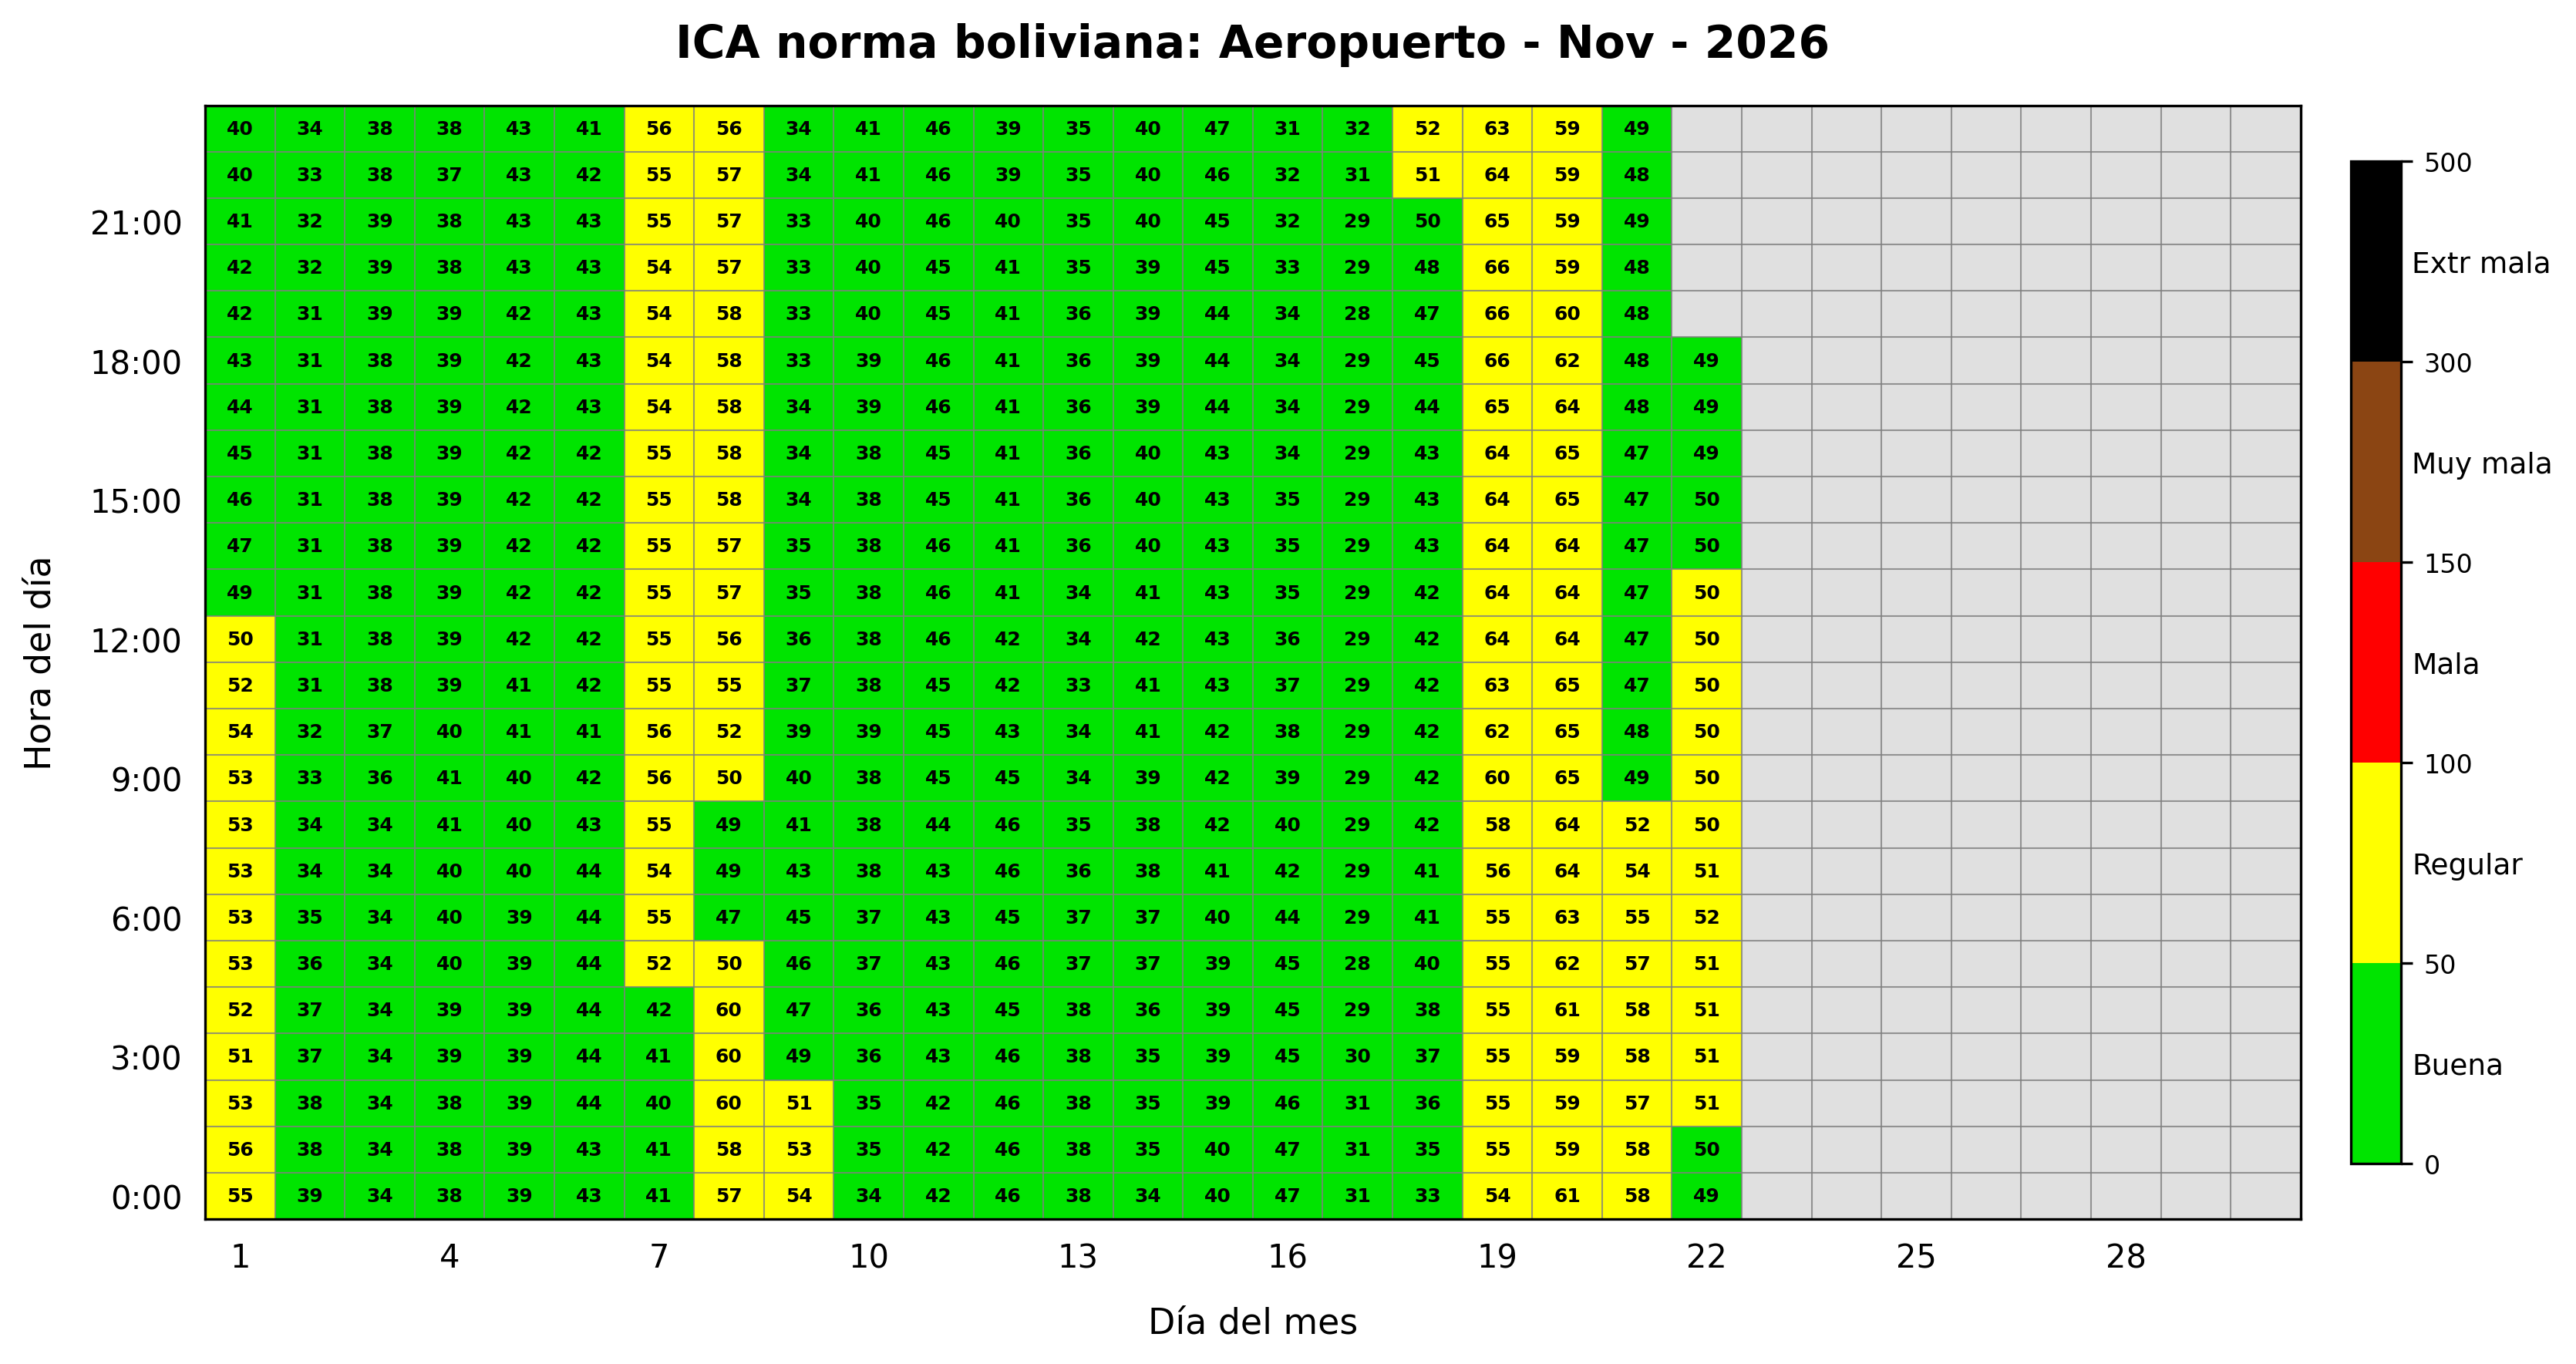 ICA norma boliviana: Aeropuerto - Nov - 2026
40 34 38 38 43 41 56 56 34 41 46 39 35 40 47 31 32 52 63 59 49
40 33 38 37 43 42 55 57 34 41 46 39 35 40 46 32 31 51 64 59 48
21:00 41 32 39 38 43 43 55 57 33 40 46 40 35 40 45 32 29 50 65 59 49
42 32 39 38 43 43 54 57 33 40 45 41 35 39 45 33 29 48 66 59 48
42 31 39 39 42 43 54 58 33 40 45 41 36 39 44 34 28 47 66 60 48
18:00 43 31 38 39 42 43 54 58 33 39 46 41 36 39 44 34 29 45 66 62 48 49
44 31 38 39 42 43 54 58 34 39 46 41 36 39 44 34 29 44 65 64 48 49
45 31 38 39 42 42 55 58 34 38 45 41 36 40 43 34 29 43 64 65 47 49
15:00 46 31 38 39 42 42 55 58 34 38 45 41 36 40 43 35 29 43 64 65 47 50
47 31 38 39 42 42 55 57 35 38 46 41 36 40 43 35 29 43 64 64 47 50
49 31 38 39 42 42 55 57 35 38 46 41 34 41 43 35 29 42 64 64 47 50
12:00 50 31 38 39 42 42 55 56 36 38 46 42 34 42 43 36 29 42 64 64 47 50
52 31 38 39 41 42 55 55 37 38 45 42 33 41 43 37 29 42 63 65 47 50
54 32 37 40 41 41 56 52 39 39 45 43 34 41 42 38 29 42 62 65 48 50
9:00 53 33 36 41 40 42 56 50 40 38 45 45 34 39 42 39 29 42 60 65 49 50
53 34 34 41 40 43 55 49 41 38 44 46 35 38 42 40 29 42 58 64 52 50
53 34 34 40 40 44 54 49 43 38 43 46 36 38 41 42 29 41 56 64 54 51
6:00 53 35 34 40 39 44 55 47 45 37 43 45 37 37 40 44 29 41 55 63 55 52
53 36 34 40 39 44 52 50 46 37 43 46 37 37 39 45 28 40 55 62 57 51
52 37 34 39 39 44 42 60 47 36 43 45 38 36 39 45 29 38 55 61 58 51
3:00 51 37 34 39 39 44 41 60 49 36 43 46 38 35 39 45 30 37 55 59 58 51
53 38 34 38 39 44 40 60 51 35 42 46 38 35 39 46 31 36 55 59 57 51
56 38 34 38 39 43 41 58 53 35 42 46 38 35 40 47 31 35 55 59 58 50
0:00 55 39 34 38 39 43 41 57 54 34 42 46 38 34 40 47 31 33 54 61 58 49
1 4 7 10 13 16 19 22 25 28
Día del mes
Hora del día
500
Extr mala
300
Muy mala
150
Mala
100
Regular
50
Buena
0